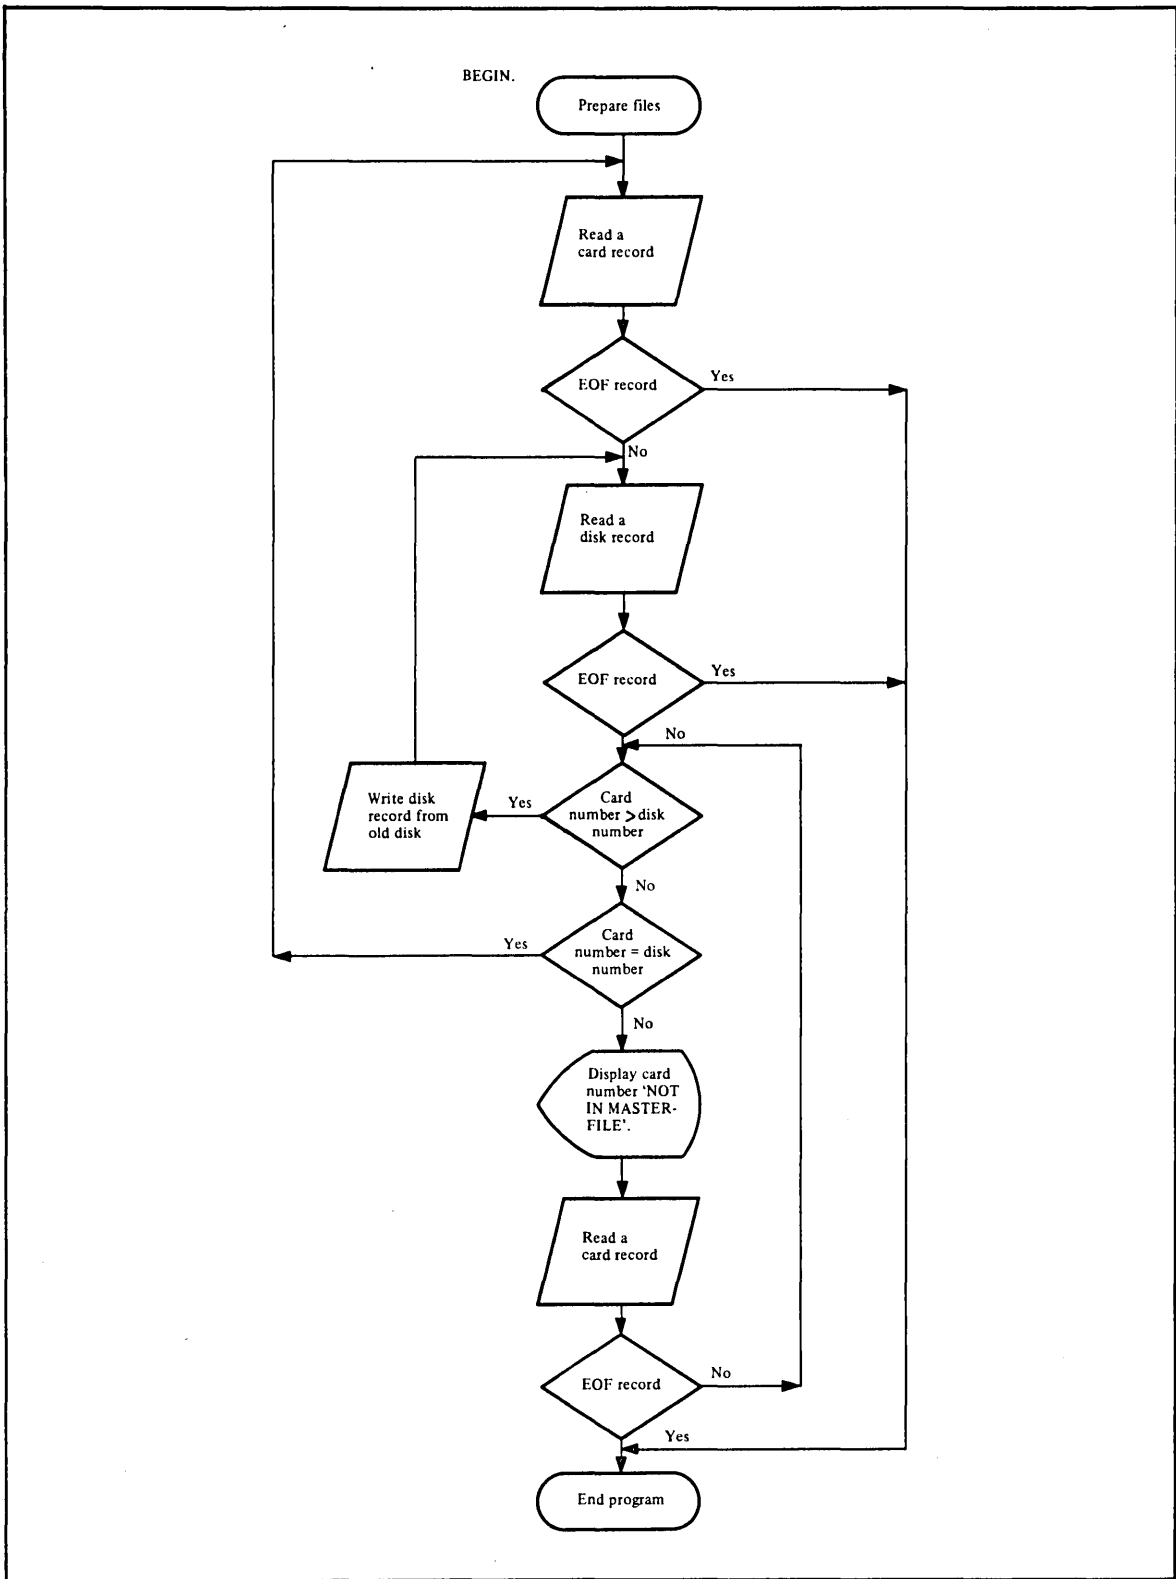 BEGIN.
Prepare files
Read a
card record
EOF record
Yes
No
Read a
disk record
EOF record
Yes
No
Write disk
record from
old disk
Yes
Card
number > disk
number
No
Yes
Card
number = disk
number
No
Display card
number ‘NOT
IN MASTER-
FILE’.
Read a
card record
EOF record
No
Yes
End program